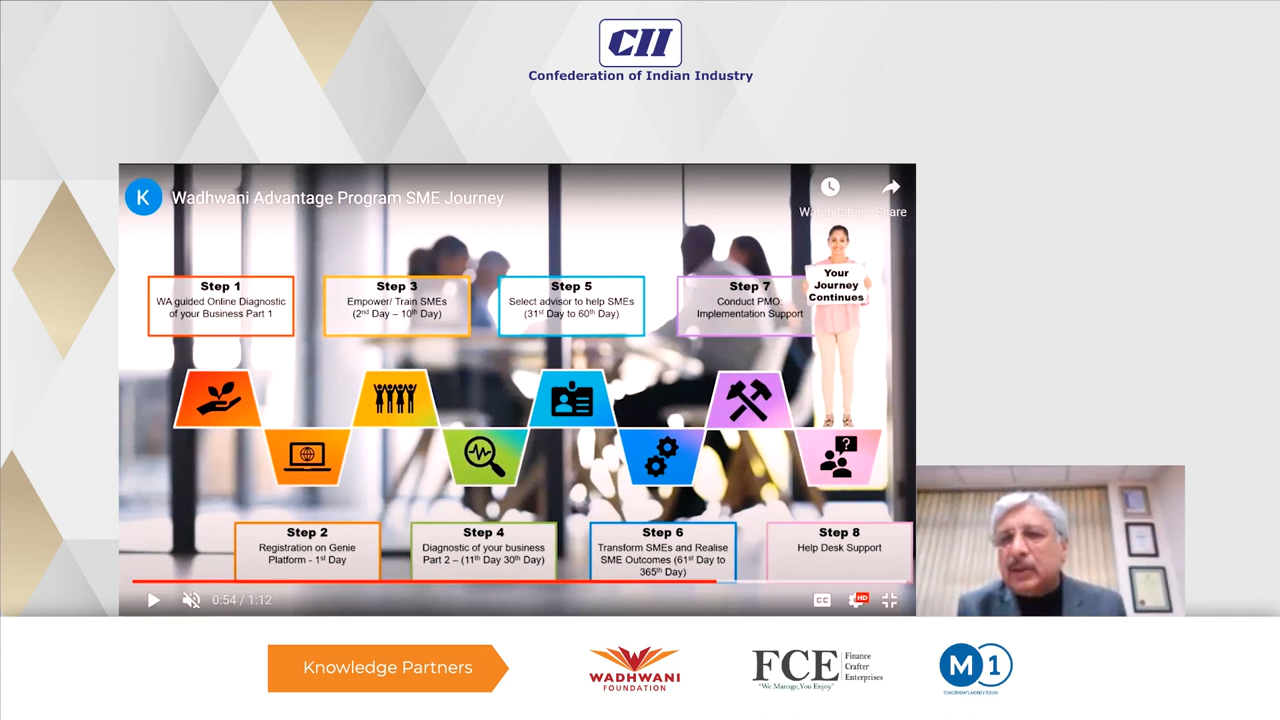 CII
Confederation of Indian Industry
K
Wadhwani Advantage Program SME Journey
Watch later
Share
Your
Journey
Continues
Step 1
WA guided Online Diagnostic
of your Business Part 1
Step 3
Empower/ Train SMEs
(2nd Day – 10th Day)
Step 5
Select advisor to help SMEs
(31st Day to 60th Day)
Step 7
Conduct PMO:
Implementation Support
Step 2
Registration on Genie
Platform - 1st Day
Step 4
Diagnostic of your business
Part 2 – (11th Day 30th Day)
Step 6
Transform SMEs and Realise
SME Outcomes (61st Day to
365th Day)
Step 8
Help Desk Support
0:54 / 1:12
CC
HD
Knowledge Partners
WADHWANI
FOUNDATION
FCE
Finance
Crafter
Enterprises
"We Manage,You Enjoy"
M1
TOMORROW'S MONEY TODAY